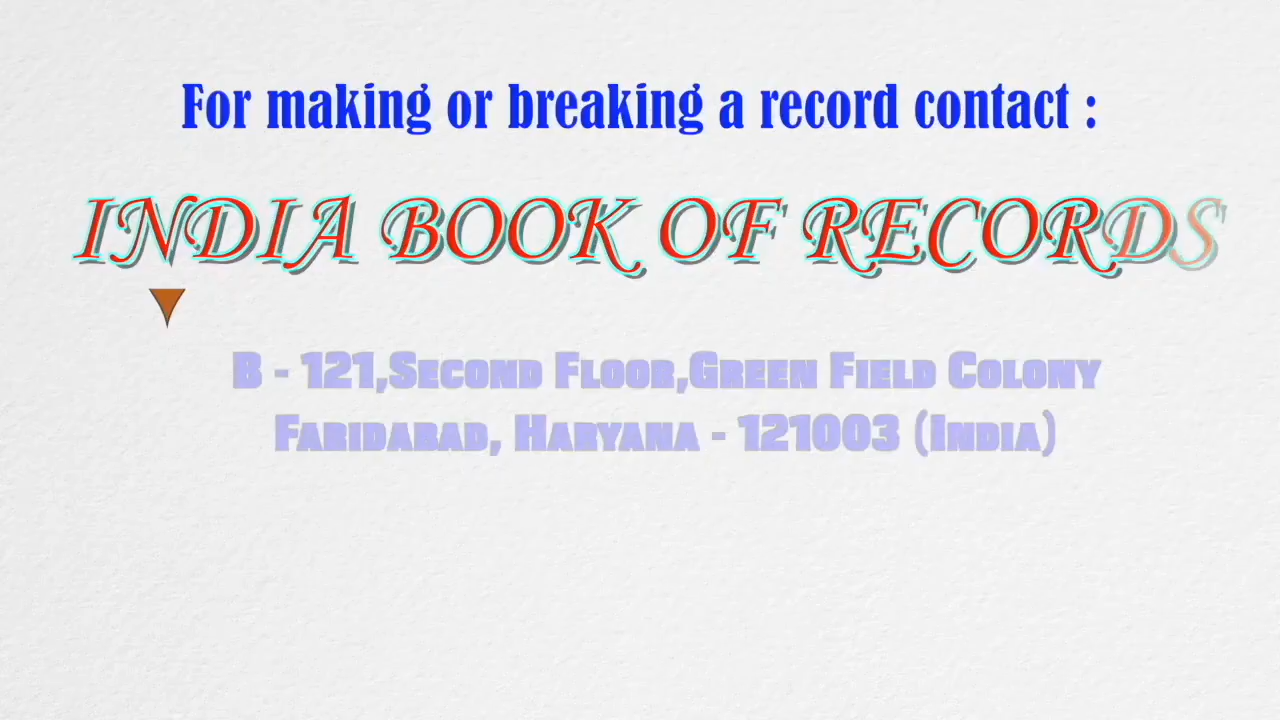 For making or breaking a record contact :
INDIA BOOK OF RECORDS
B - 121,Second Floor,Green Field Colony
Faridabad, Haryana - 121003 (India)